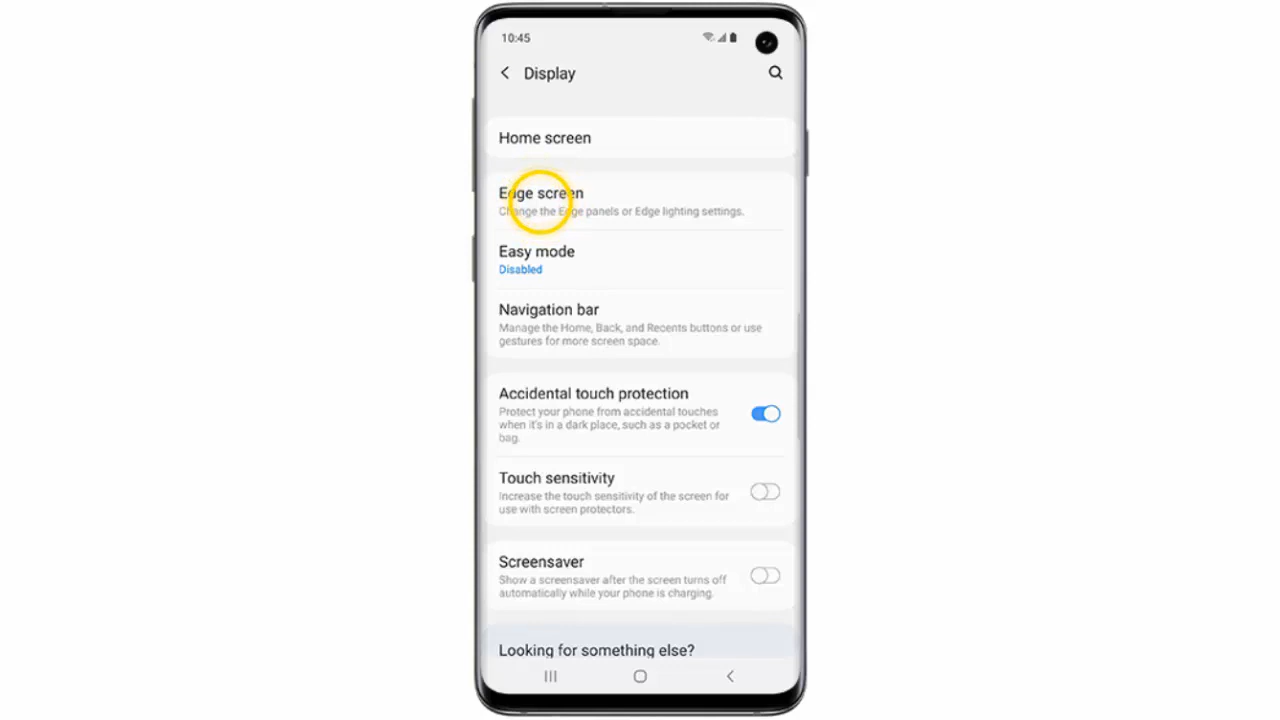 10:45
Display
Home screen
Edge screen
Change the Edge panels or Edge lighting settings.
Easy mode
Disabled
Navigation bar
Manage the Home, Back, and Recents buttons or use
gestures for more screen space.
Accidental touch protection
Protect your phone from accidental touches
when it's in a dark place, such as a pocket or
bag.
Touch sensitivity
Increase the touch sensitivity of the screen for
use with screen protectors.
Screensaver
Show a screensaver after the screen turns off
automatically while your phone is charging.
Looking for something else?